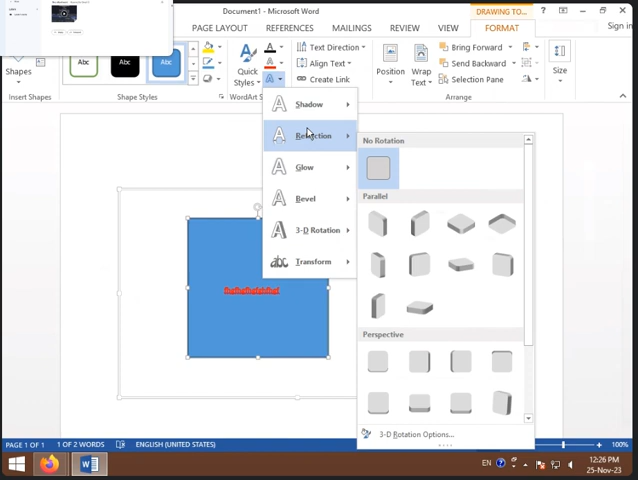 Document1 - Microsoft Word
DRAWING TO...
PAGE LAYOUT
REFERENCES
MAILINGS
REVIEW
VIEW
FORMAT
Sign in
Shapes
Abc
Abc
Abc
Quick
Styles
Text Direction
Align Text
Create Link
Position
Wrap
Text
Bring Forward
Send Backward
Selection Pane
Size
Insert Shapes
Shape Styles
WordArt S
Arrange
Shadow
Reflection
Glow
Bevel
3-D Rotation
abc
Transform
No Rotation
Parallel
Perspective
3-D Rotation Options...
PAGE 1 OF 1
1 OF 2 WORDS
ENGLISH (UNITED STATES)
100%
EN
12:26 PM
25-Nov-23